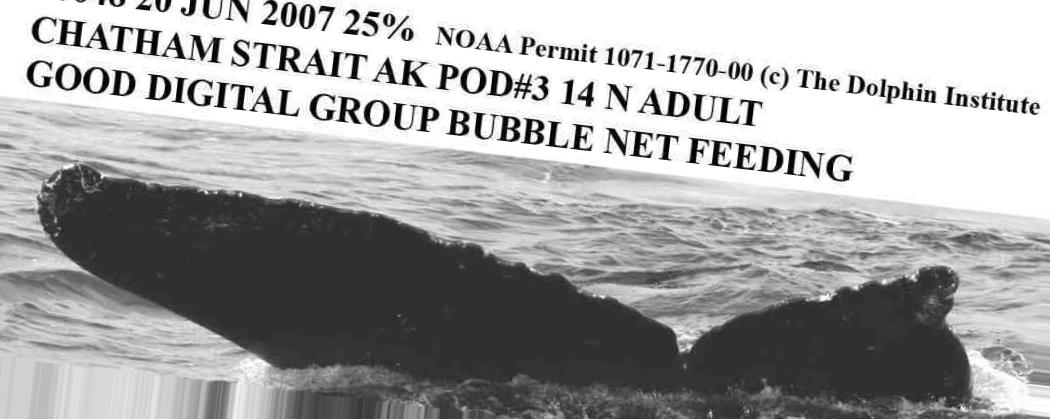 20 JUN 2007 25% NOAA Permit 1071-1770-00 (c) The Dolphin Institute
CHATHAM STRAIT AK POD#3 14 N ADULT
GOOD DIGITAL GROUP BUBBLE NET FEEDING